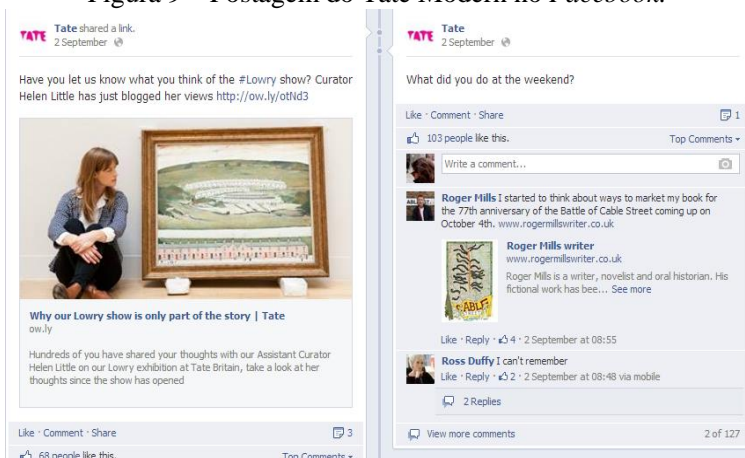 Figura 9 – Postagem do Tate Modern no Facebook.
TATE
Tate shared a link.
2 September
Have you let us know what you think of the #Lowry show? Curator
Helen Little has just blogged her views http://ow.ly/otNd3
Why our Lowry show is only part of the story | Tate
ow.ly
Hundreds of you have shared your thoughts with our Assistant Curator
Helen Little on our Lowry exhibition at Tate Britain, take a look at her
thoughts since the show has opened
Like · Comment · Share 3
68 people like this. Top Comments
TATE
Tate
2 September
What did you do at the weekend?
Like · Comment · Share 1
103 people like this. Top Comments
Write a comment...
Roger Mills I started to think about ways to market my book for
the 77th anniversary of the Battle of Cable Street coming up on
October 4th. www.rogermillswriter.co.uk
Roger Mills writer
www.rogermillswriter.co.uk
Roger Mills is a writer, novelist and oral historian. His
fictional work has bee... See more
Like · Reply · 4 · 2 September at 08:55
Ross Duffy I can't remember
Like · Reply · 2 · 2 September at 08:48 via mobile
2 Replies
View more comments 2 of 127